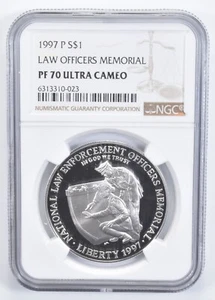 1997 P S$1
LAW OFFICERS MEMORIAL
PF 70 ULTRA CAMEO
6313310-023
NUMISMATIC GUARANTY CORPORATION
NGC
NATIONAL LAW ENFORCEMENT OFFICERS MEMORIAL
IN GOD WE TRUST
· LIBERTY 1997 ·